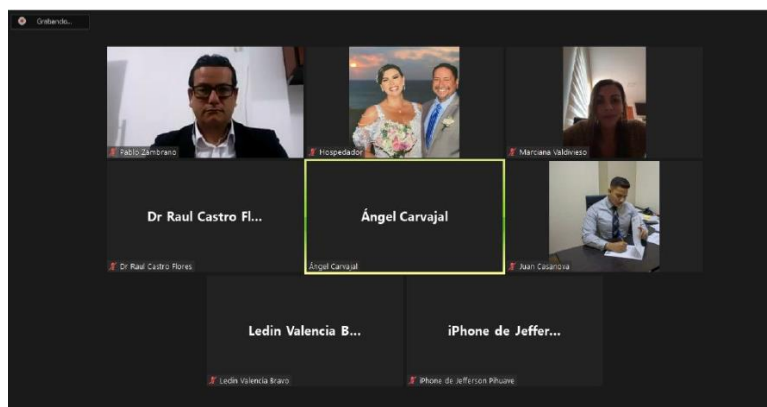 Grabando...
Pablo Zambrano
Hospedador
Marciana Valdivieso
Dr Raul Castro Fl...
Dr Raul Castro Flores
Ángel Carvajal
Ángel Carvajal
Juan Casanova
Ledin Valencia B...
Ledin Valencia Bravo
iPhone de Jeffer...
iPhone de Jefferson Pihuave